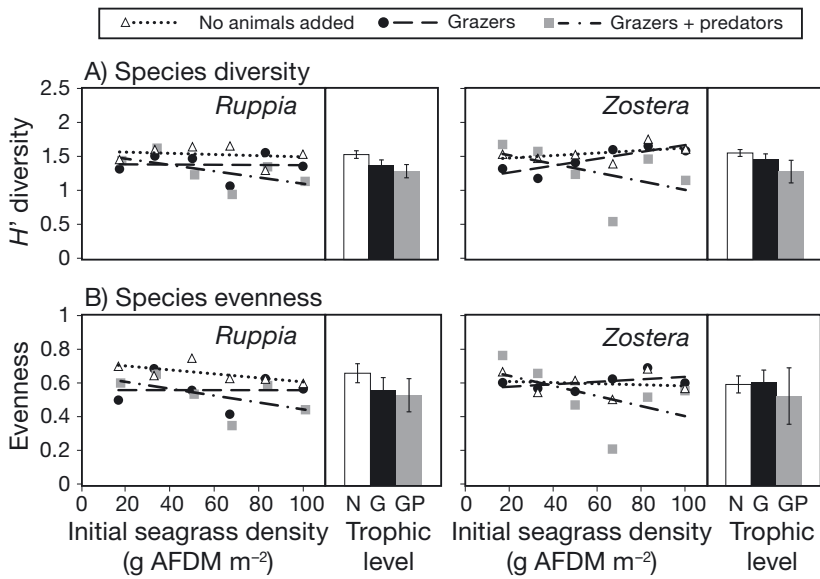 No animals added Grazers Grazers + predators
A) Species diversity
2.5
2
1.5
1
0.5
0
H' diversity
Ruppia
Zostera
B) Species evenness
1
0.8
0.6
0.4
0.2
0
Evenness
Ruppia
Zostera
0 20 40 60 80 100 N G GP 0 20 40 60 80 100 N G GP
Initial seagrass density Trophic Initial seagrass density Trophic
(g AFDM m⁻²) level (g AFDM m⁻²) level